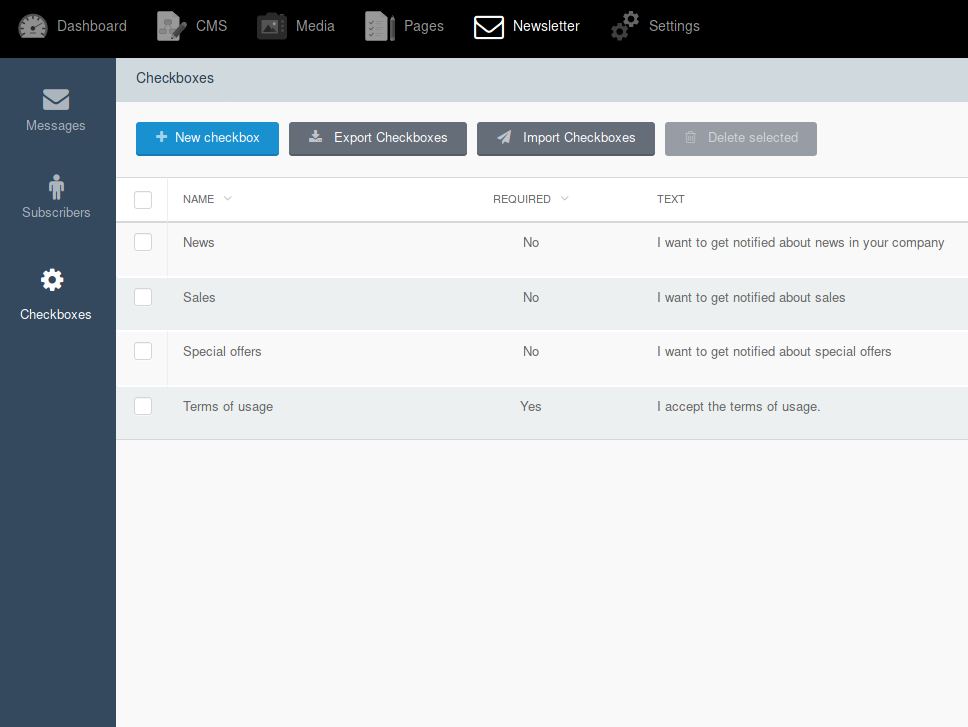 Dashboard CMS Media Pages Newsletter Settings
Checkboxes
Messages
Subscribers
Checkboxes
New checkbox Export Checkboxes Import Checkboxes Delete selected
NAME REQUIRED TEXT
News No I want to get notified about news in your company
Sales No I want to get notified about sales
Special offers No I want to get notified about special offers
Terms of usage Yes I accept the terms of usage.